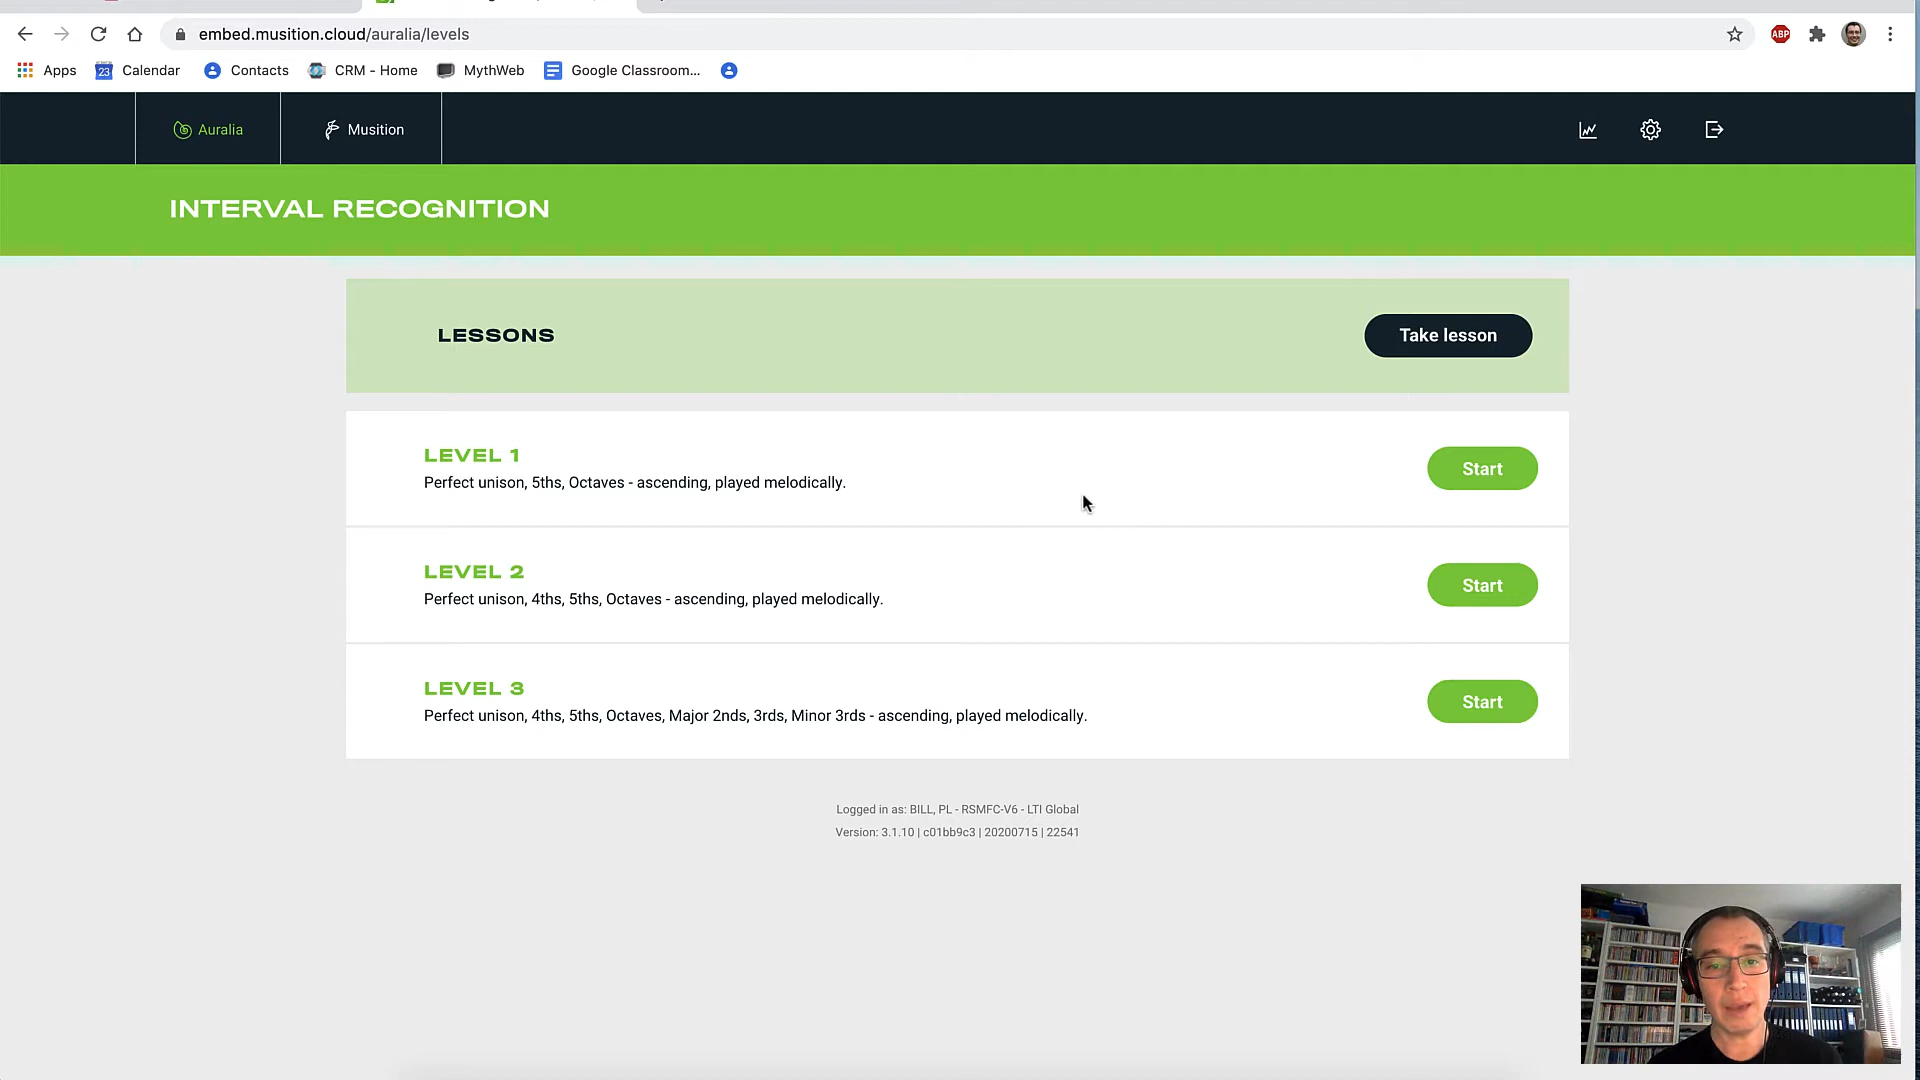 embed.musition.cloud/auralia/levels
ABP
Apps
23
Calendar
Contacts
CRM - Home
MythWeb
Google Classroom...
Auralia
Musition
INTERVAL RECOGNITION
LESSONS
Take lesson
LEVEL 1
Perfect unison, 5ths, Octaves - ascending, played melodically.
Start
LEVEL 2
Perfect unison, 4ths, 5ths, Octaves - ascending, played melodically.
Start
LEVEL 3
Perfect unison, 4ths, 5ths, Octaves, Major 2nds, 3rds, Minor 3rds - ascending, played melodically.
Start
Logged in as: BILL, PL - RSMFC-V6 - LTI Global
Version: 3.1.10 | c01bb9c3 | 20200715 | 22541